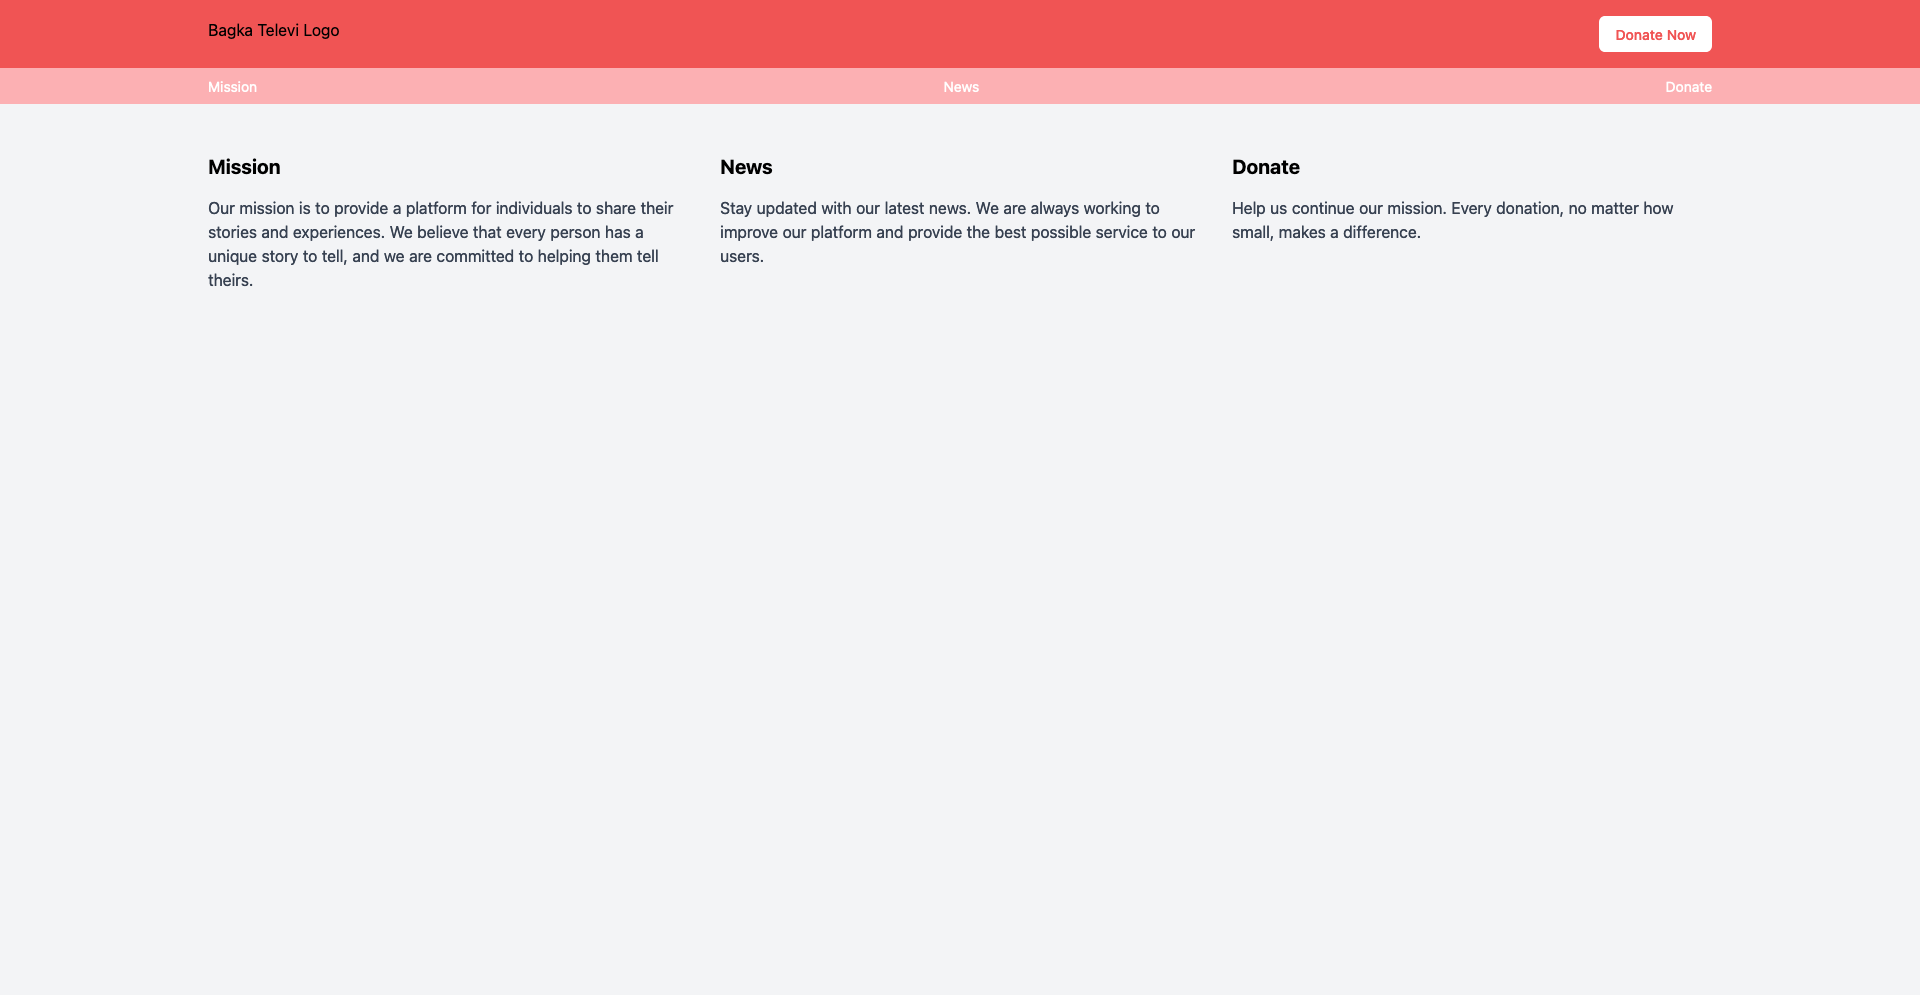 Bagka Televi Logo
Donate Now
Mission
News
Donate
Mission
Our mission is to provide a platform for individuals to share their
stories and experiences. We believe that every person has a
unique story to tell, and we are committed to helping them tell
theirs.
News
Stay updated with our latest news. We are always working to
improve our platform and provide the best possible service to our
users.
Donate
Help us continue our mission. Every donation, no matter how
small, makes a difference.